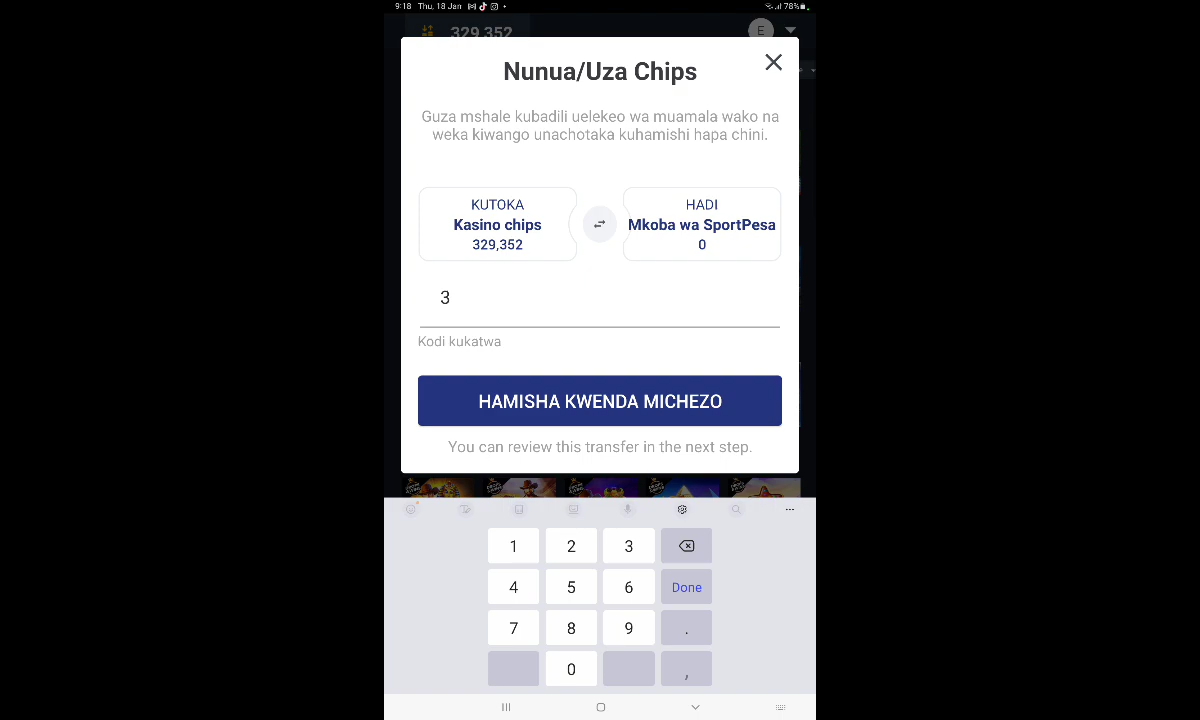 9:18 Thu, 18 Jan 78%
329,352 E
Nunua/Uza Chips
Guza mshale kubadili uelekeo wa muamala wako na
weka kiwango unachotaka kuhamishi hapa chini.
KUTOKA
Kasino chips
329,352
HADI
Mkoba wa SportPesa
0
3
Kodi kukatwa
HAMISHA KWENDA MICHEZO
You can review this transfer in the next step.
1 2 3
4 5 6 Done
7 8 9 .
0 ,